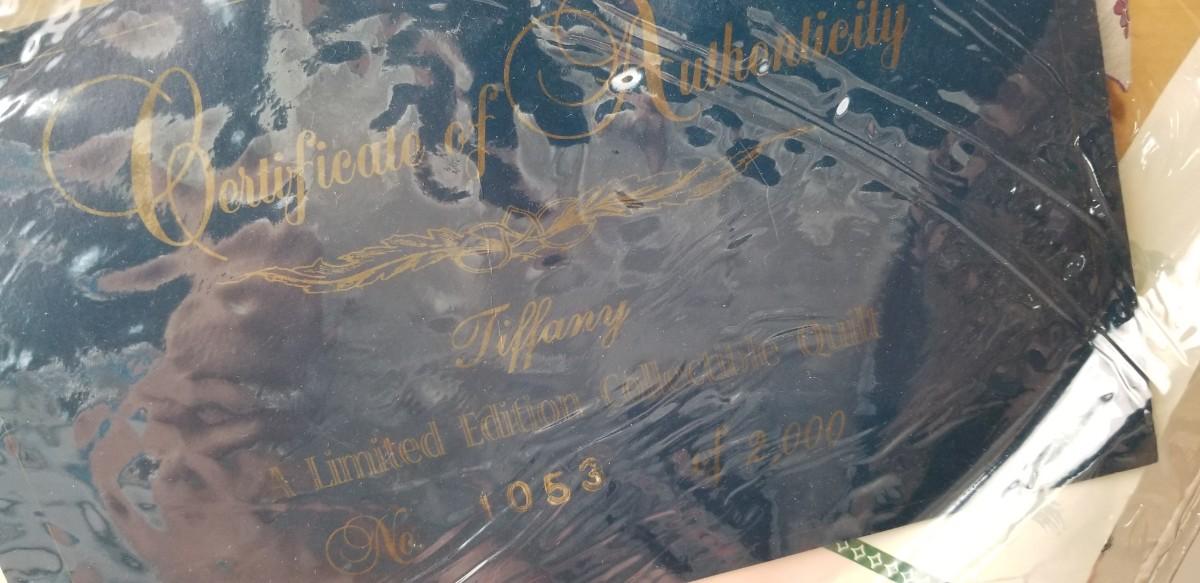 Certificate of Authenticity
Tiffany
A Limited Edition Collectable Quilt
No. 1053 of 2,000